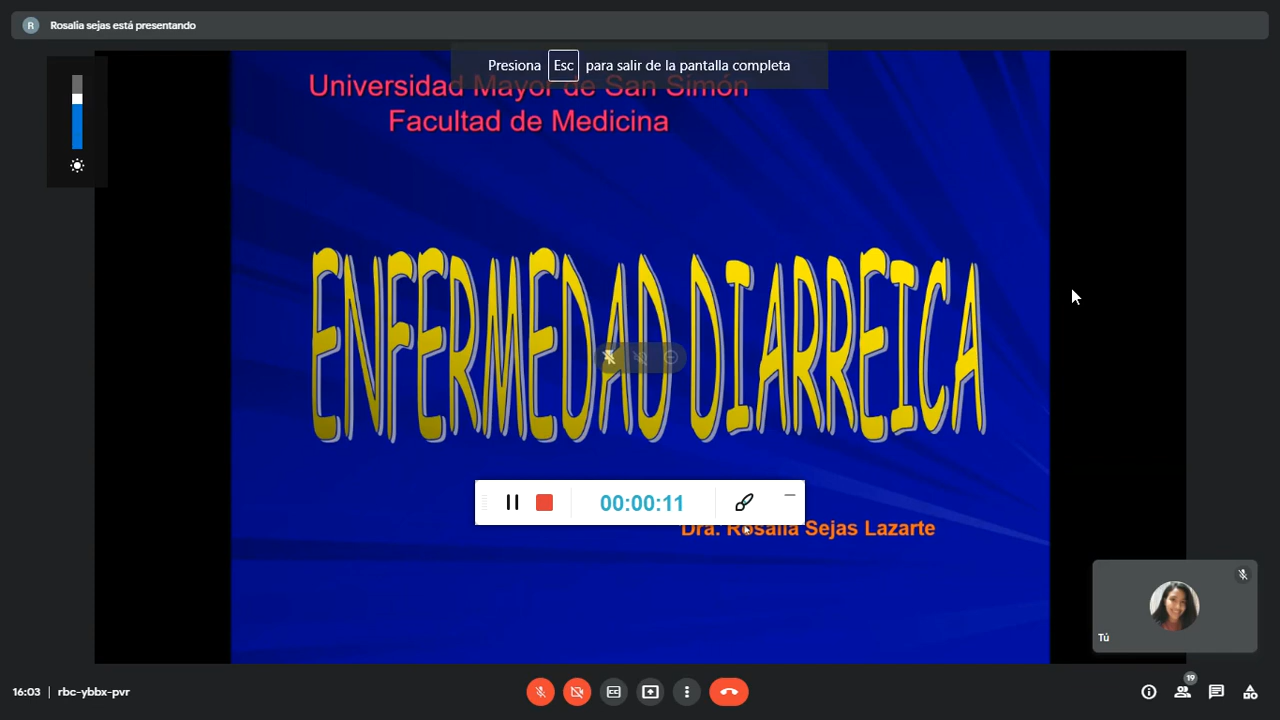 R Rosalia sejas está presentando
Presiona Esc para salir de la pantalla completa
Universidad Mayor de San Simón
Facultad de Medicina
ENFERMEDAD DIARREICA
00:00:11
Dra. Rosalía Sejas Lazarte
Tú
16:03 | rbc-ybbx-pvr
19